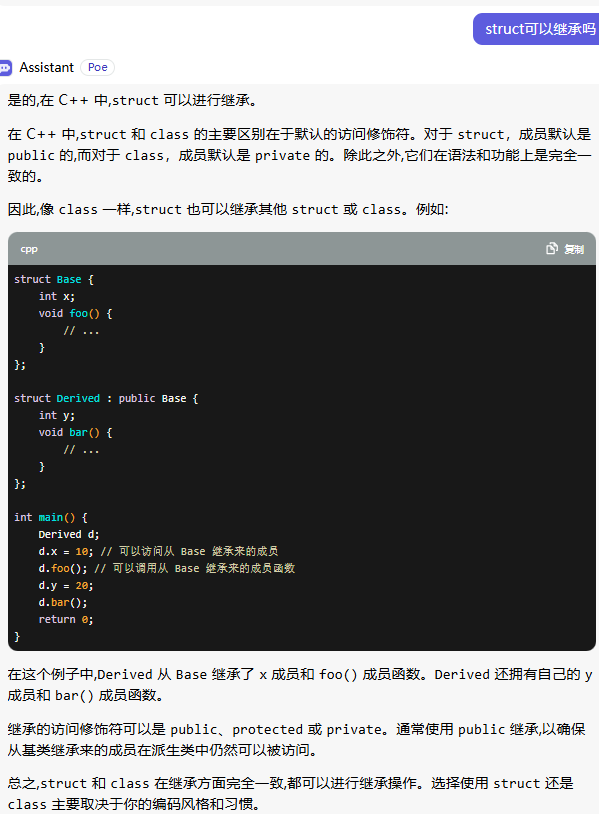 struct可以继承吗
Assistant Poe
是的,在 C++ 中,struct 可以进行继承。
在 C++ 中,struct 和 class 的主要区别在于默认的访问修饰符。对于 struct，成员默认是
public 的,而对于 class，成员默认是 private 的。除此之外,它们在语法和功能上是完全一
致的。
因此,像 class 一样,struct 也可以继承其他 struct 或 class。例如:
cpp 复制
struct Base {
    int x;
    void foo() {
        // ...
    }
};
struct Derived : public Base {
    int y;
    void bar() {
        // ...
    }
};
int main() {
    Derived d;
    d.x = 10; // 可以访问从 Base 继承来的成员
    d.foo(); // 可以调用从 Base 继承来的成员函数
    d.y = 20;
    d.bar();
    return 0;
}
在这个例子中,Derived 从 Base 继承了 x 成员和 foo() 成员函数。Derived 还拥有自己的 y
成员和 bar() 成员函数。
继承的访问修饰符可以是 public、protected 或 private。通常使用 public 继承,以确保
从基类继承来的成员在派生类中仍然可以被访问。
总之,struct 和 class 在继承方面完全一致,都可以进行继承操作。选择使用 struct 还是
class 主要取决于你的编码风格和习惯。